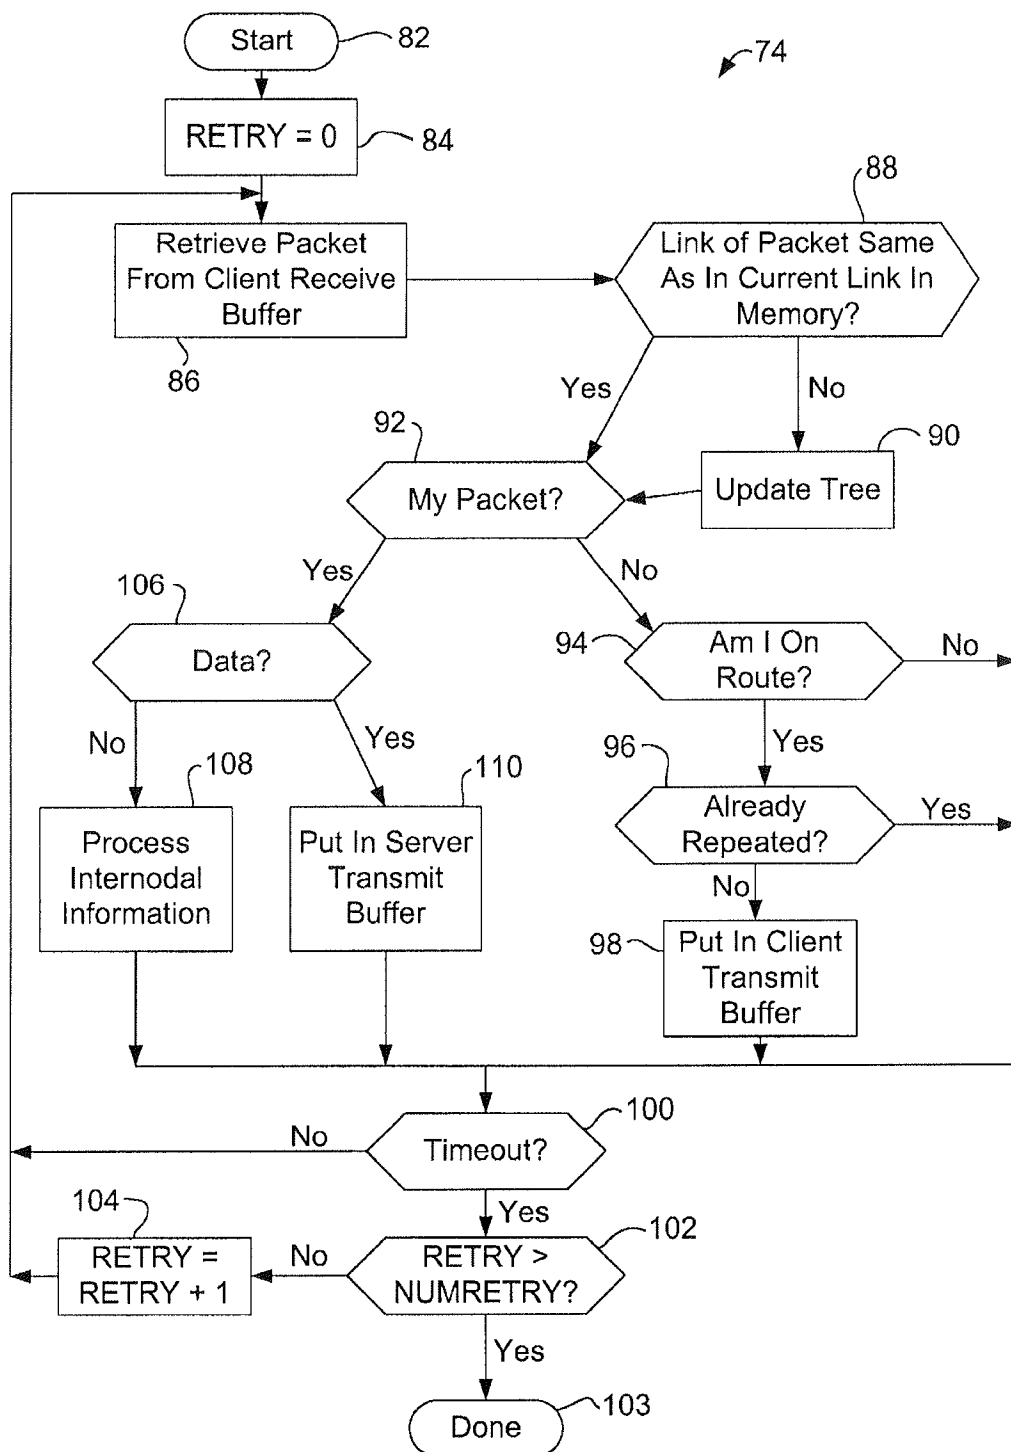 Start
82
74
RETRY = 0
84
88
Retrieve Packet
From Client Receive
Buffer
86
Link of Packet Same
As In Current Link In
Memory?
Yes
No
92
90
My Packet?
Update Tree
Yes
No
106
94
Data?
Am I On
Route?
No
No
Yes
Yes
108
110
96
Process
Internodal
Information
Put In Server
Transmit
Buffer
Already
Repeated?
Yes
No
98
Put In Client
Transmit
Buffer
100
No
Timeout?
Yes
104
102
RETRY =
RETRY + 1
No
RETRY >
NUMRETRY?
Yes
103
Done